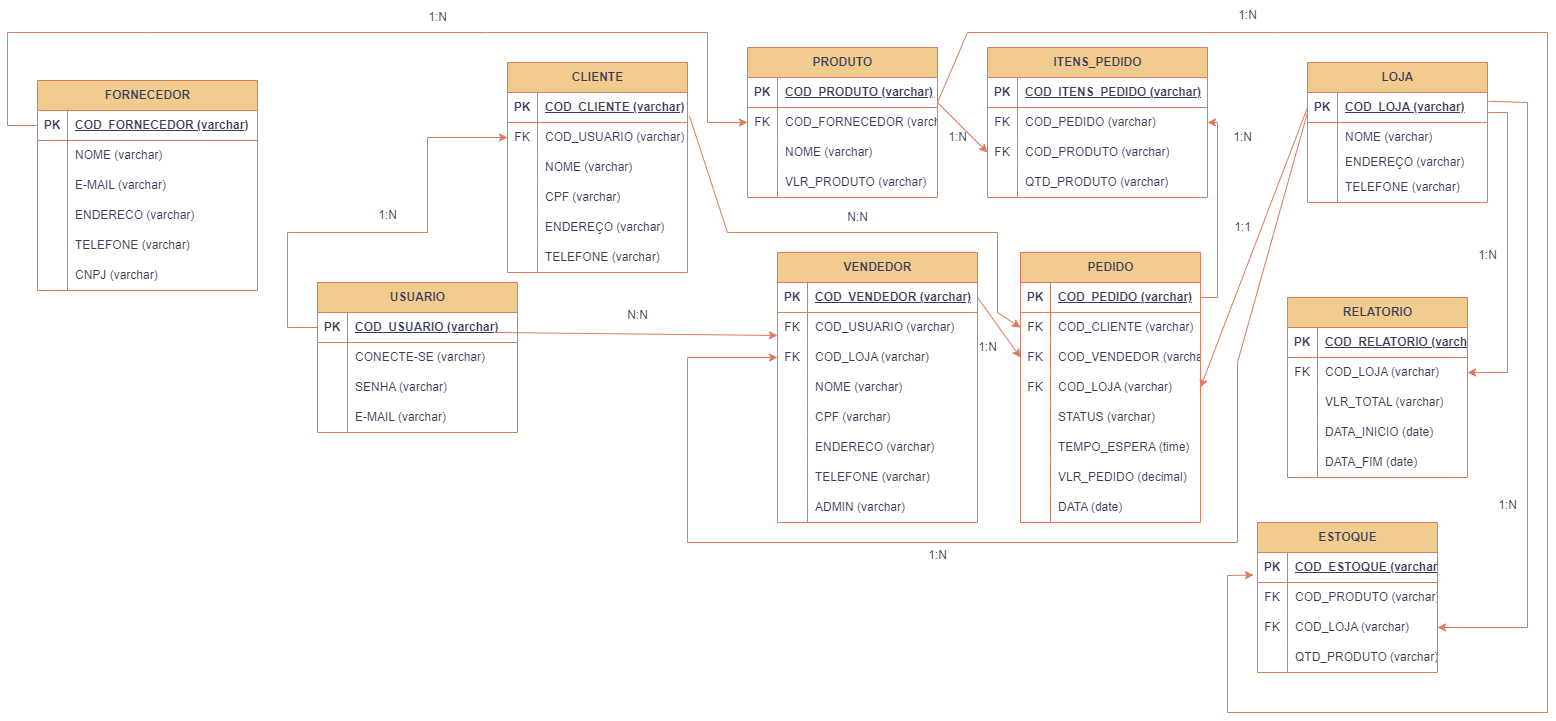 1:N
1:N
FORNECEDOR
PK COD_FORNECEDOR (varchar)
NOME (varchar)
E-MAIL (varchar)
ENDERECO (varchar)
TELEFONE (varchar)
CNPJ (varchar)
CLIENTE
PK COD_CLIENTE (varchar)
FK COD_USUARIO (varchar)
NOME (varchar)
CPF (varchar)
ENDEREÇO (varchar)
TELEFONE (varchar)
PRODUTO
PK COD_PRODUTO (varchar)
FK COD_FORNECEDOR (varch
NOME (varchar)
VLR_PRODUTO (varchar)
1:N
ITENS_PEDIDO
PK COD_ITENS_PEDIDO (varchar)
FK COD_PEDIDO (varchar)
FK COD_PRODUTO (varchar)
QTD_PRODUTO (varchar)
1:N
LOJA
PK COD_LOJA (varchar)
NOME (varchar)
ENDEREÇO (varchar)
TELEFONE (varchar)
1:N
N:N
1:1
1:N
USUARIO
PK COD_USUARIO (varchar)
CONECTE-SE (varchar)
SENHA (varchar)
E-MAIL (varchar)
N:N
VENDEDOR
PK COD_VENDEDOR (varchar)
FK COD_USUARIO (varchar)
FK COD_LOJA (varchar)
NOME (varchar)
CPF (varchar)
ENDERECO (varchar)
TELEFONE (varchar)
ADMIN (varchar)
1:N
PEDIDO
PK COD_PEDIDO (varchar)
FK COD_CLIENTE (varchar)
FK COD_VENDEDOR (varcha
FK COD_LOJA (varchar)
STATUS (varchar)
TEMPO_ESPERA (time)
VLR_PEDIDO (decimal)
DATA (date)
RELATORIO
PK COD_RELATORIO (varch
FK COD_LOJA (varchar)
VLR_TOTAL (varchar)
DATA_INICIO (date)
DATA_FIM (date)
1:N
1:N
ESTOQUE
PK COD_ESTOQUE (varchar
FK COD_PRODUTO (varchar)
FK COD_LOJA (varchar)
QTD_PRODUTO (varchar)